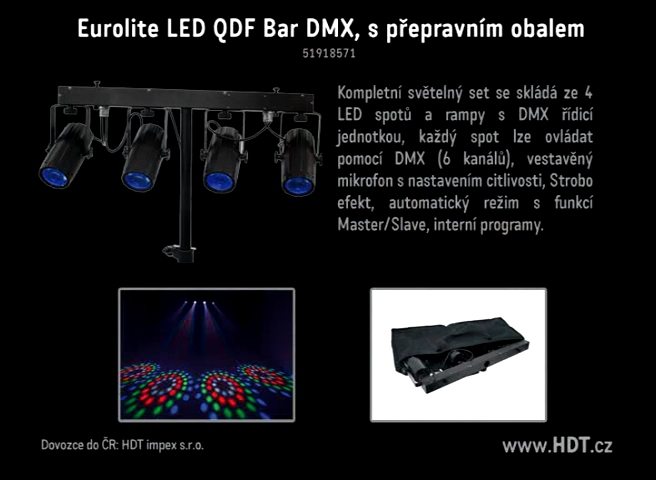 Eurolite LED QDF Bar DMX, s přepravním obalem
51918571
Kompletní světelný set se skládá ze 4
LED spotů a rampy s DMX řídicí
jednotkou, každý spot lze ovládat
pomocí DMX (6 kanálů), vestavěný
mikrofon s nastavením citlivosti, Strobo
efekt, automatický režim s funkcí
Master/Slave, interní programy.
Dovozce do ČR: HDT impex s.r.o.
www.HDT.cz